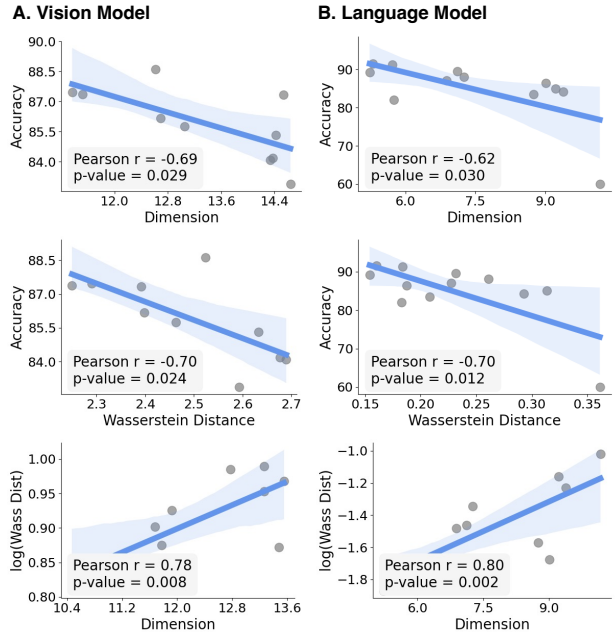 A. Vision Model
B. Language Model
90.0
88.5
87.0
85.5
84.0
Accuracy
Pearson r = -0.69
p-value = 0.029
12.0 12.8 13.6 14.4
Dimension
90
80
70
60
Accuracy
Pearson r = -0.62
p-value = 0.030
6.0 7.5 9.0
Dimension
88.5
87.0
85.5
84.0
Accuracy
Pearson r = -0.70
p-value = 0.024
2.3 2.4 2.5 2.6 2.7
Wasserstein Distance
90
80
70
60
Accuracy
Pearson r = -0.70
p-value = 0.012
0.15 0.20 0.25 0.30 0.35
Wasserstein Distance
1.00
0.95
0.90
0.85
0.80
log(Wass Dist)
Pearson r = 0.78
p-value = 0.008
10.4 11.2 12.0 12.8 13.6
Dimension
−1.0
−1.2
−1.4
−1.6
−1.8
log(Wass Dist)
Pearson r = 0.80
p-value = 0.002
6.0 7.5 9.0
Dimension